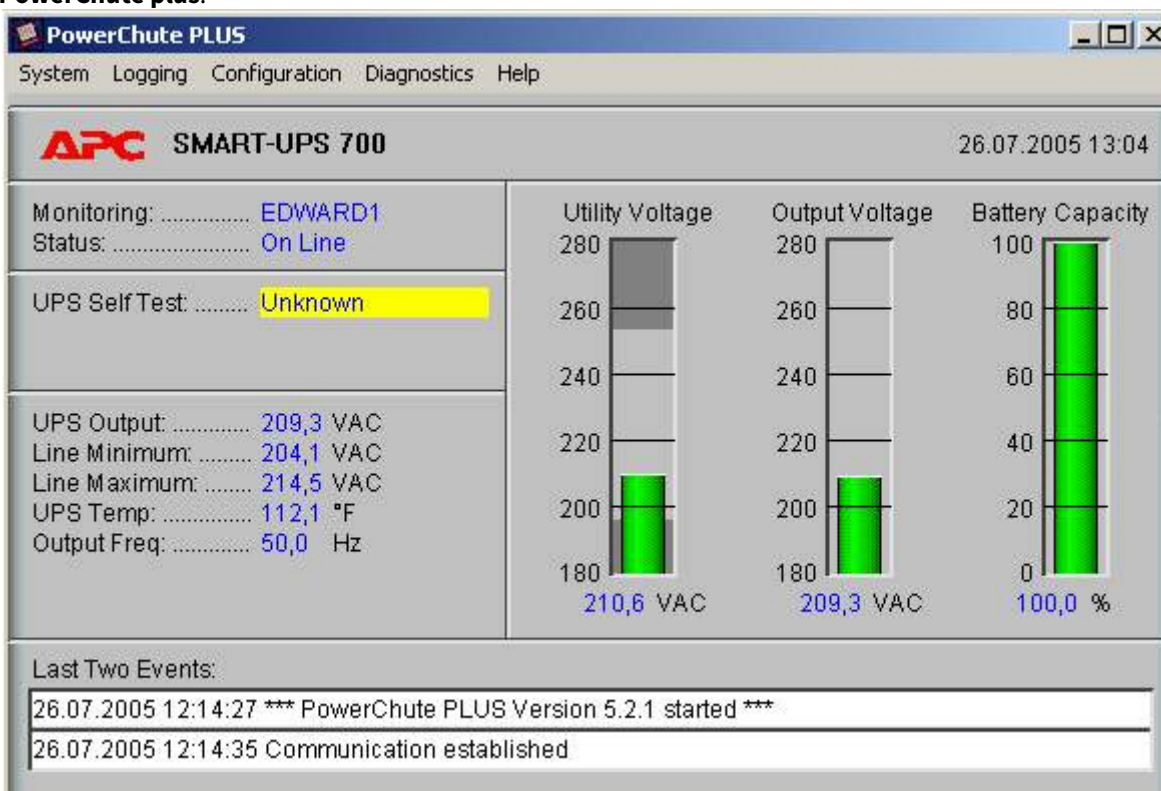 PowerChute plus.
PowerChute PLUS
System Logging Configuration Diagnostics Help
APC SMART-UPS 700 26.07.2005 13:04
Monitoring: .............. EDWARD1
Status: ...................... On Line
UPS Self Test: ......... Unknown
UPS Output: ............. 209,3 VAC
Line Minimum: ......... 204,1 VAC
Line Maximum: ........ 214,5 VAC
UPS Temp: ............... 112,1 °F
Output Freq: ............. 50,0 Hz
Utility Voltage
280
260
240
220
200
180
210,6 VAC
Output Voltage
280
260
240
220
200
180
209,3 VAC
Battery Capacity
100
80
60
40
20
0
100,0 %
Last Two Events:
26.07.2005 12:14:27 *** PowerChute PLUS Version 5.2.1 started ***
26.07.2005 12:14:35 Communication established